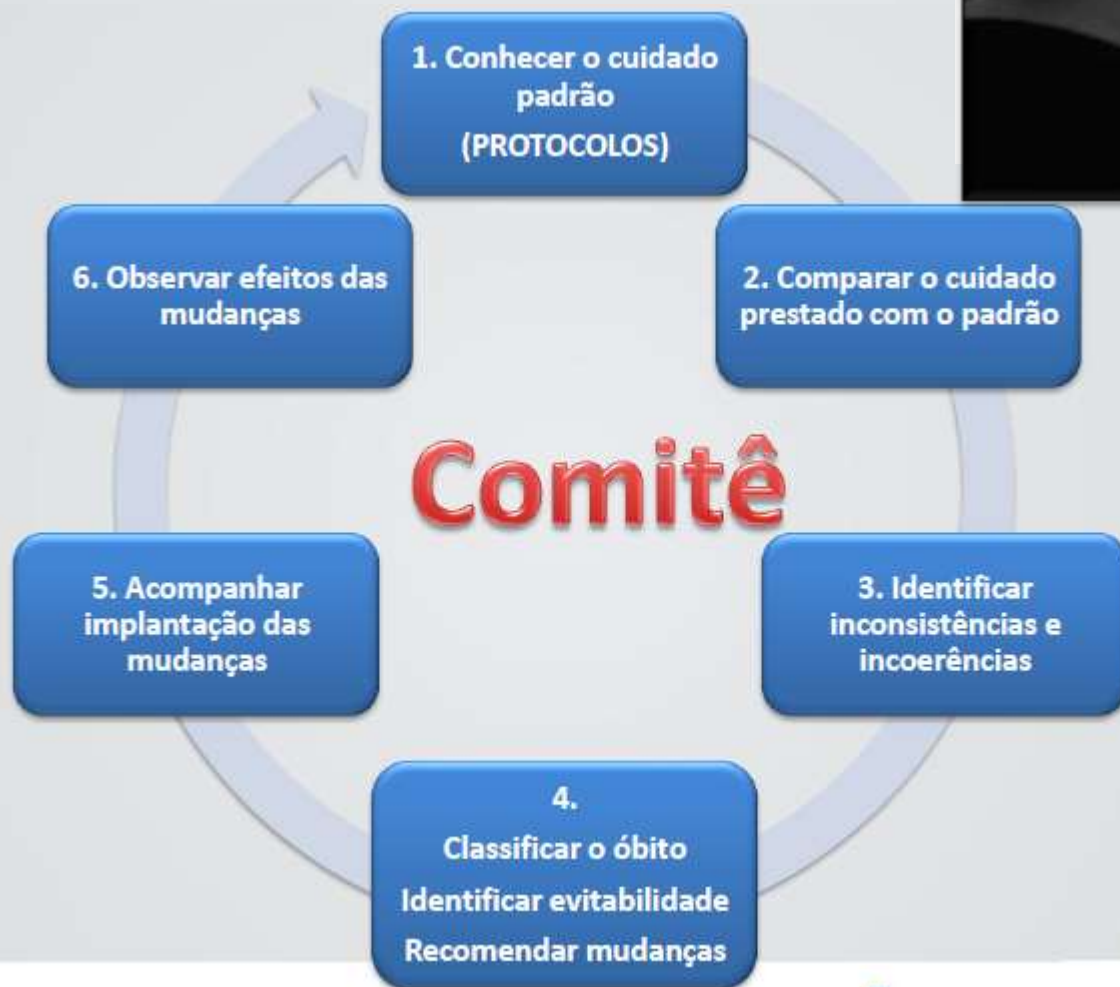 1. Conhecer o cuidado
padrão
(PROTOCOLOS)
2. Comparar o cuidado
prestado com o padrão
3. Identificar
inconsistências e
incoerências
4.
Classificar o óbito
Identificar evitabilidade
Recomendar mudanças
5. Acompanhar
implantação das
mudanças
6. Observar efeitos das
mudanças
Comitê